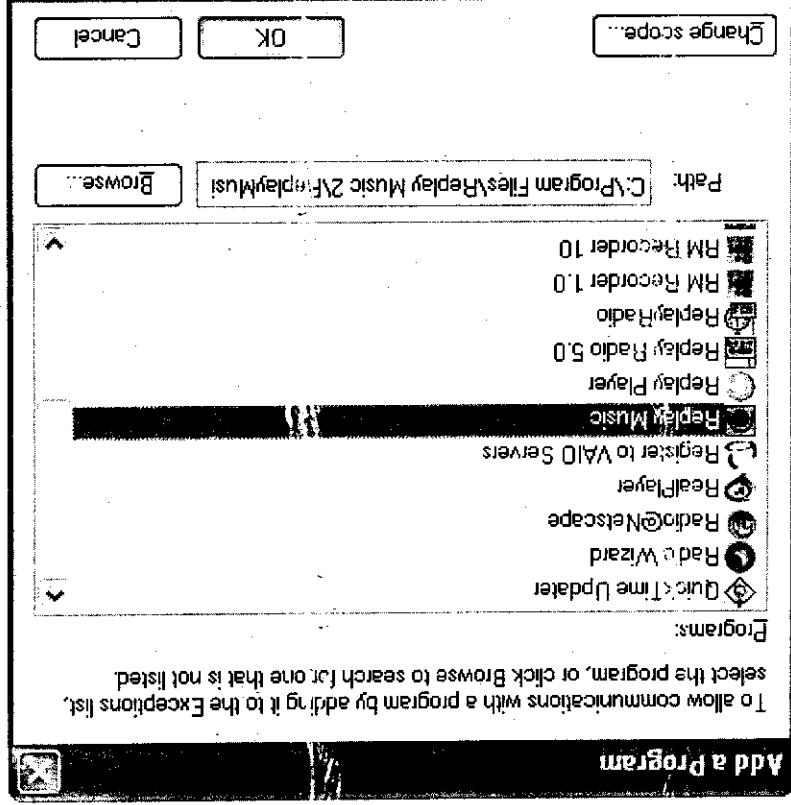 Add a Program
To allow communications with a program by adding it to the Exceptions list,
select the program, or click Browse to search for one that is not listed.
Programs:
QuickTime Updater
Radio Wizard
Radio@Netscape
RealPlayer
Register to VAIO Servers
Replay Music
Replay Player
Replay Radio 5.0
ReplayRadio
RM Recorder 1.0
RM Recorder 10
Path: C:\Program Files\Replay Music 2\ReplayMusi Browse...
Change scope... OK Cancel